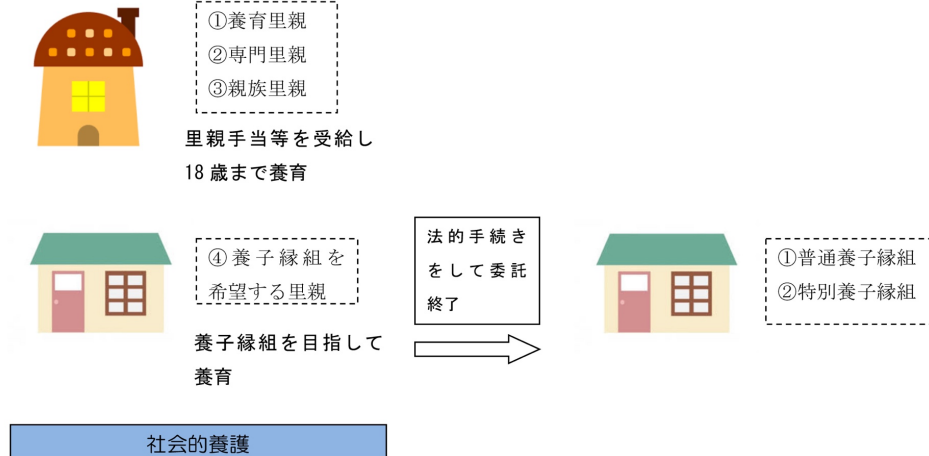 ①養育里親
②専門里親
③親族里親
里親手当等を受給し
18歳まで養育
④養子縁組を
希望する里親
養子縁組を目指して
養育
法的手続き
をして委託
終了
①普通養子縁組
②特別養子縁組
社会的養護